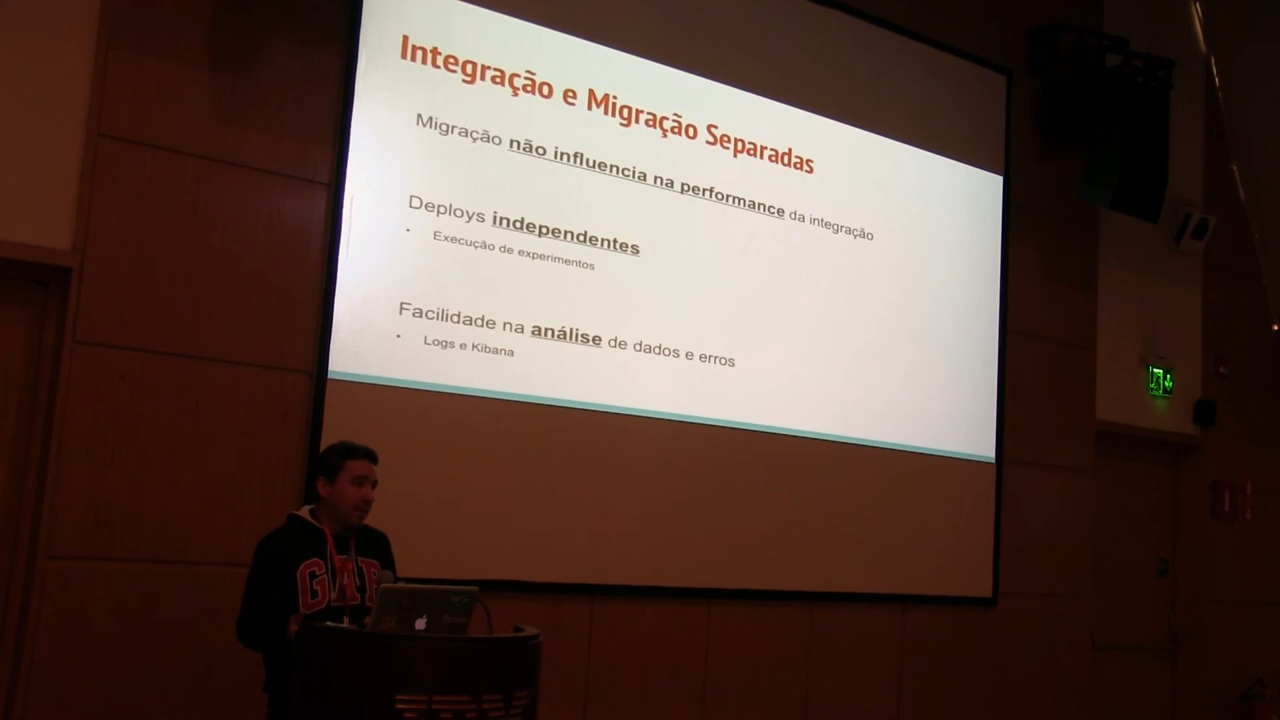 Integração e Migração Separadas
Migração não influencia na performance da integração
Deploys independentes
• Execução de experimentos
Facilidade na análise de dados e erros
• Logs e Kibana
GAP